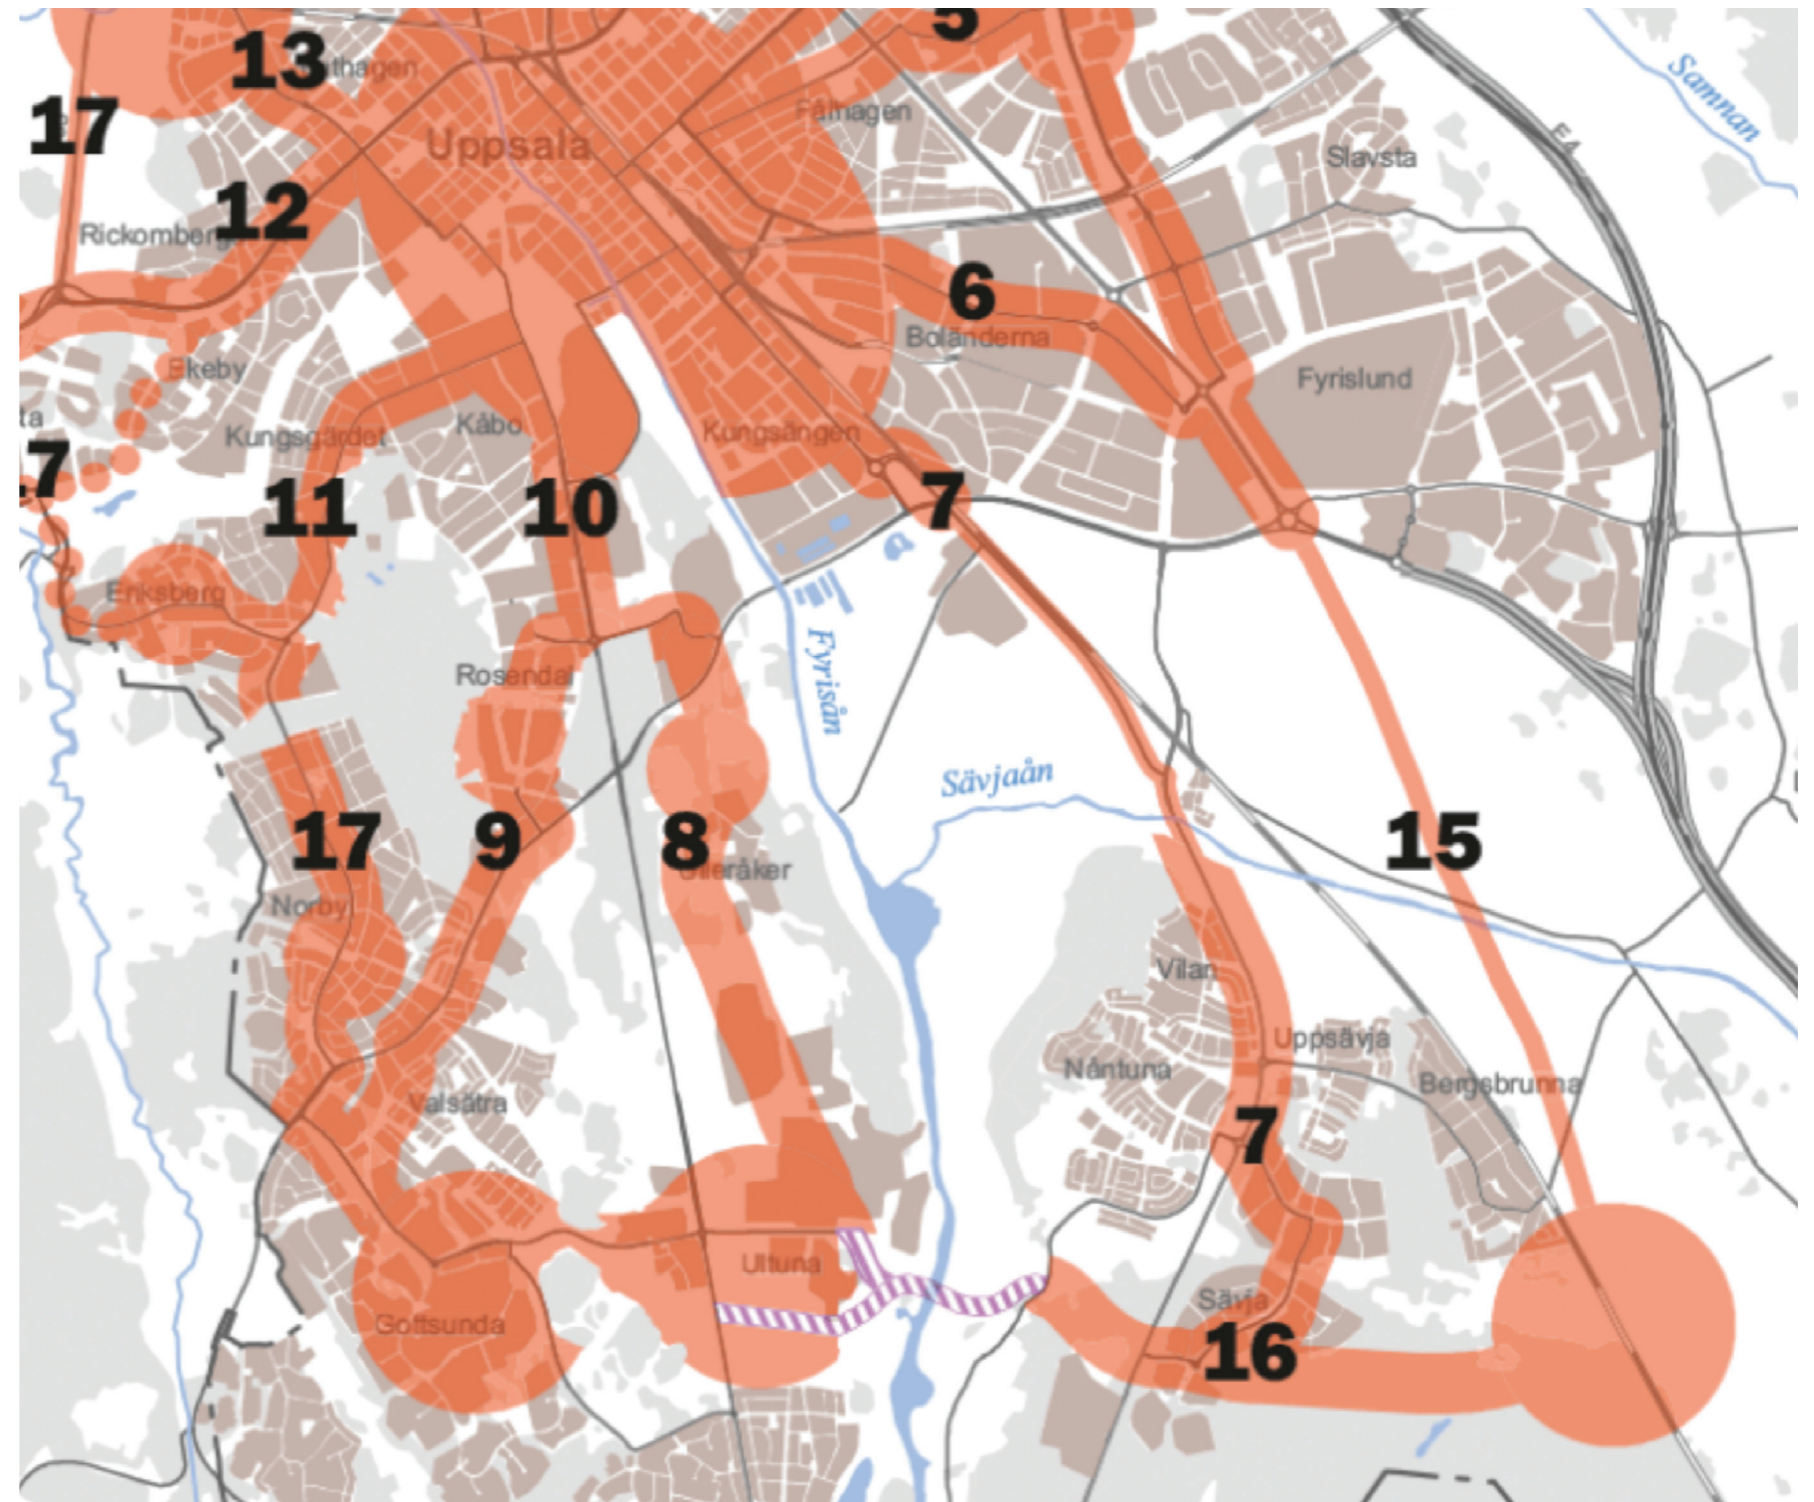 5
13
Samnan
17
Fålhagen
E4
Uppsala
Slavsta
12
Rickomberg
6
Boländerna
Ekeby
Fyrislund
ta
Kåbo
Kungsgärdet
Kungsängen
11
10
7
Eriksberg
Fyrisån
Rosendal
Sävjaån
17
9
8
15
Norby
Vilan
Uppsävja
Nåntuna
Bergsbrunna
Valsätra
7
Ultuna
Sävja
Gottsunda
16